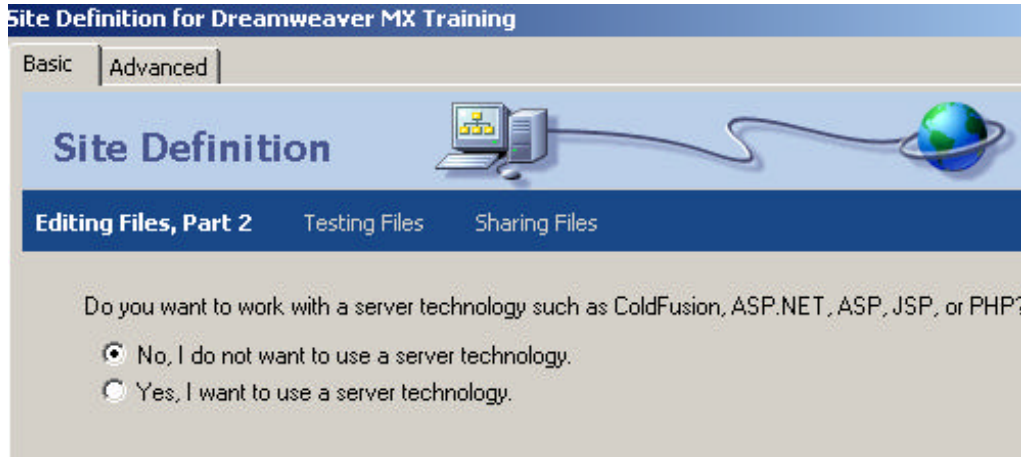 Site Definition for Dreamweaver MX Training
Basic Advanced
Site Definition
Editing Files, Part 2 Testing Files Sharing Files
Do you want to work with a server technology such as ColdFusion, ASP.NET, ASP, JSP, or PHP?
No, I do not want to use a server technology.
Yes, I want to use a server technology.